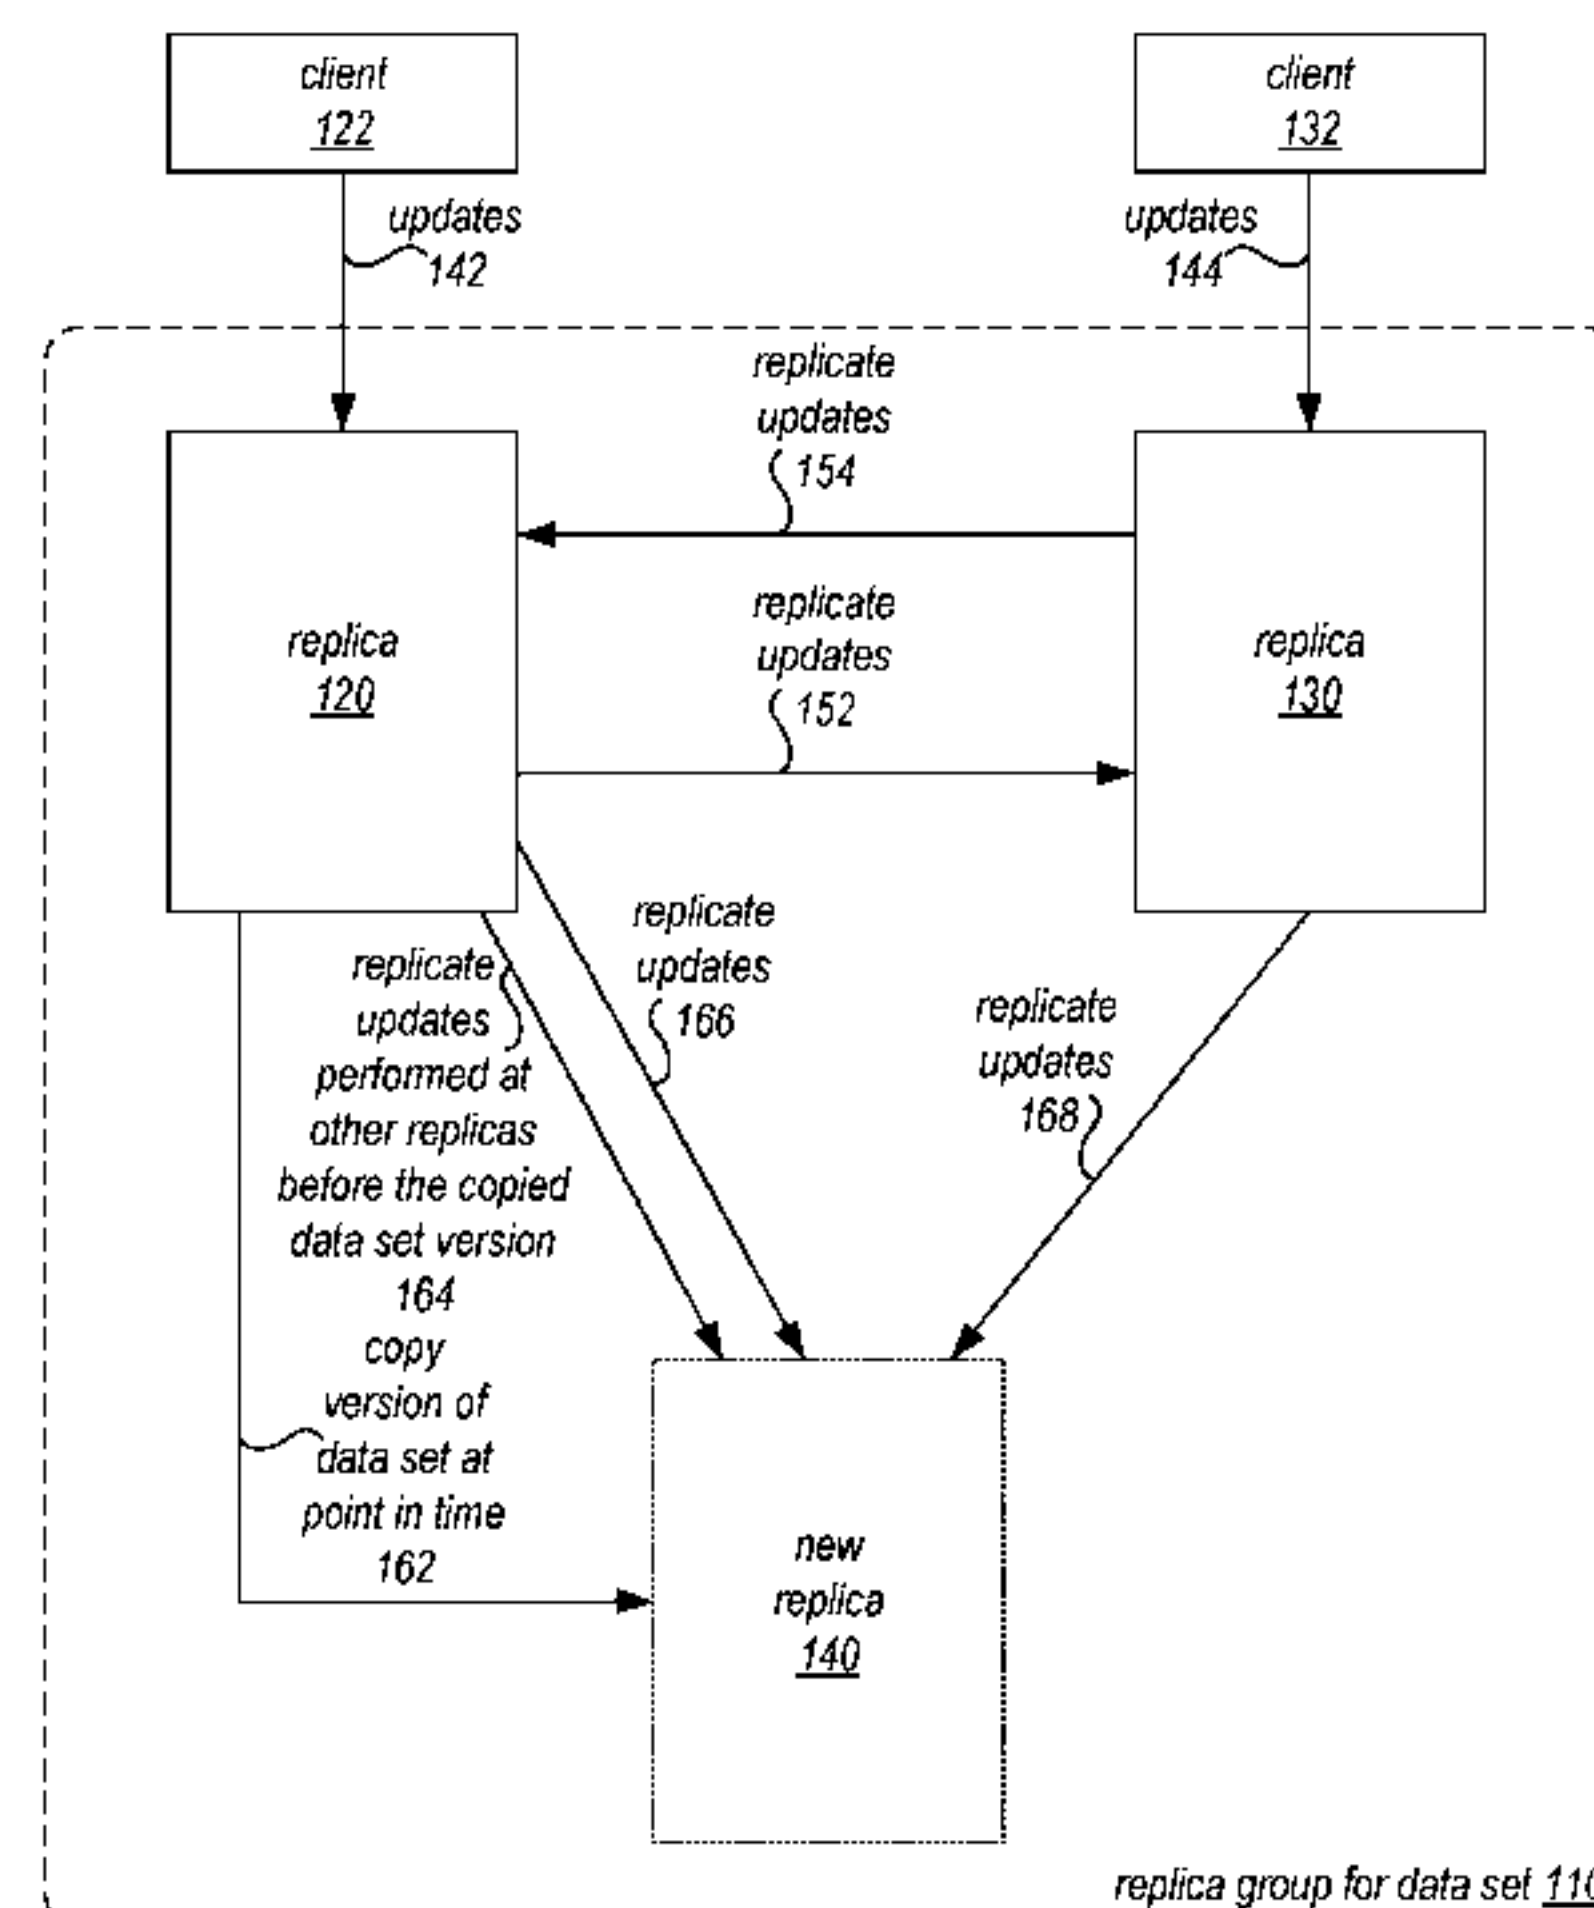 client
122
client
132
updates
142
updates
144
replicate
updates
154
replica
120
replicate
updates
152
replica
130
replicate
updates
166
replicate
updates
performed at
other replicas
before the copied
data set version
164
replicate
updates
168
copy
version of
data set at
point in time
162
new
replica
140
replica group for data set 110